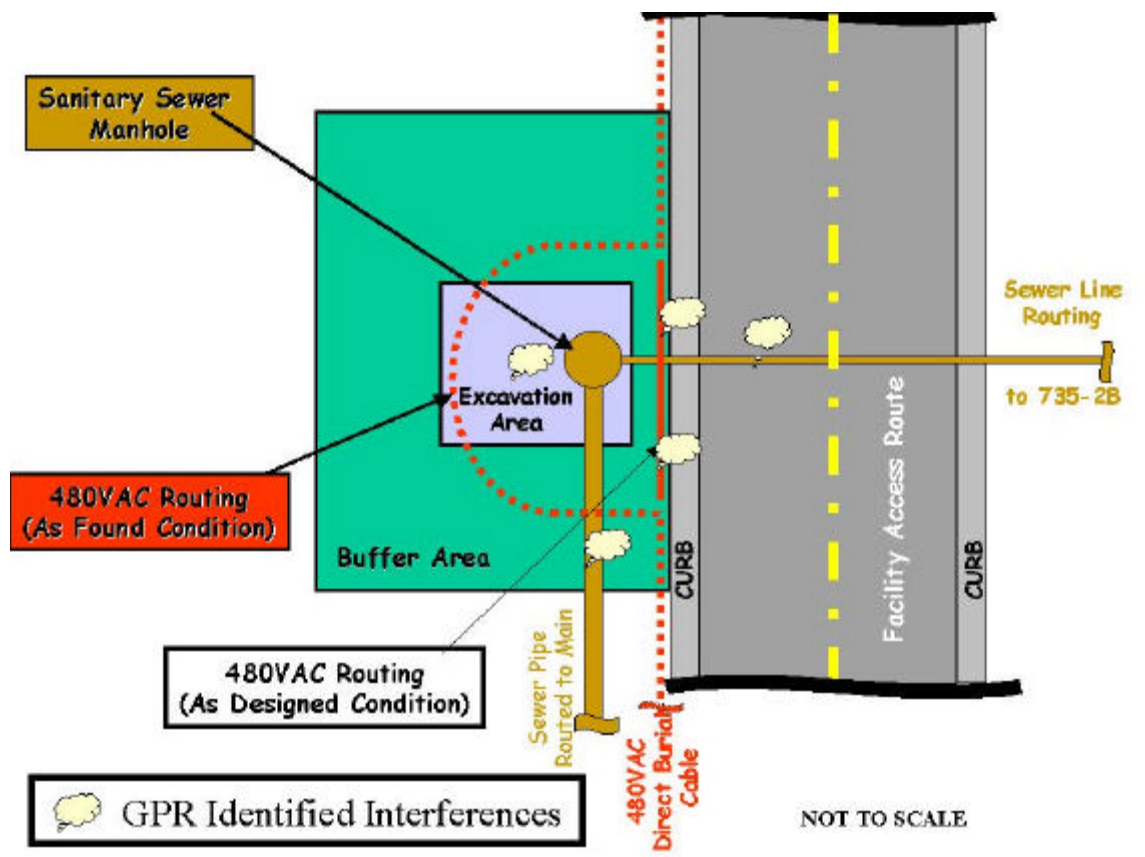 Sanitary Sewer
Manhole
Sewer Line
Routing
to 735-2B
Excavation
Area
480VAC Routing
(As Found Condition)
Buffer Area
CURB
Facility Access Route
CURB
480VAC Routing
(As Designed Condition)
Sewer Pipe
Routed to Main
480VAC
Direct Burial
Cable
GPR Identified Interferences
NOT TO SCALE